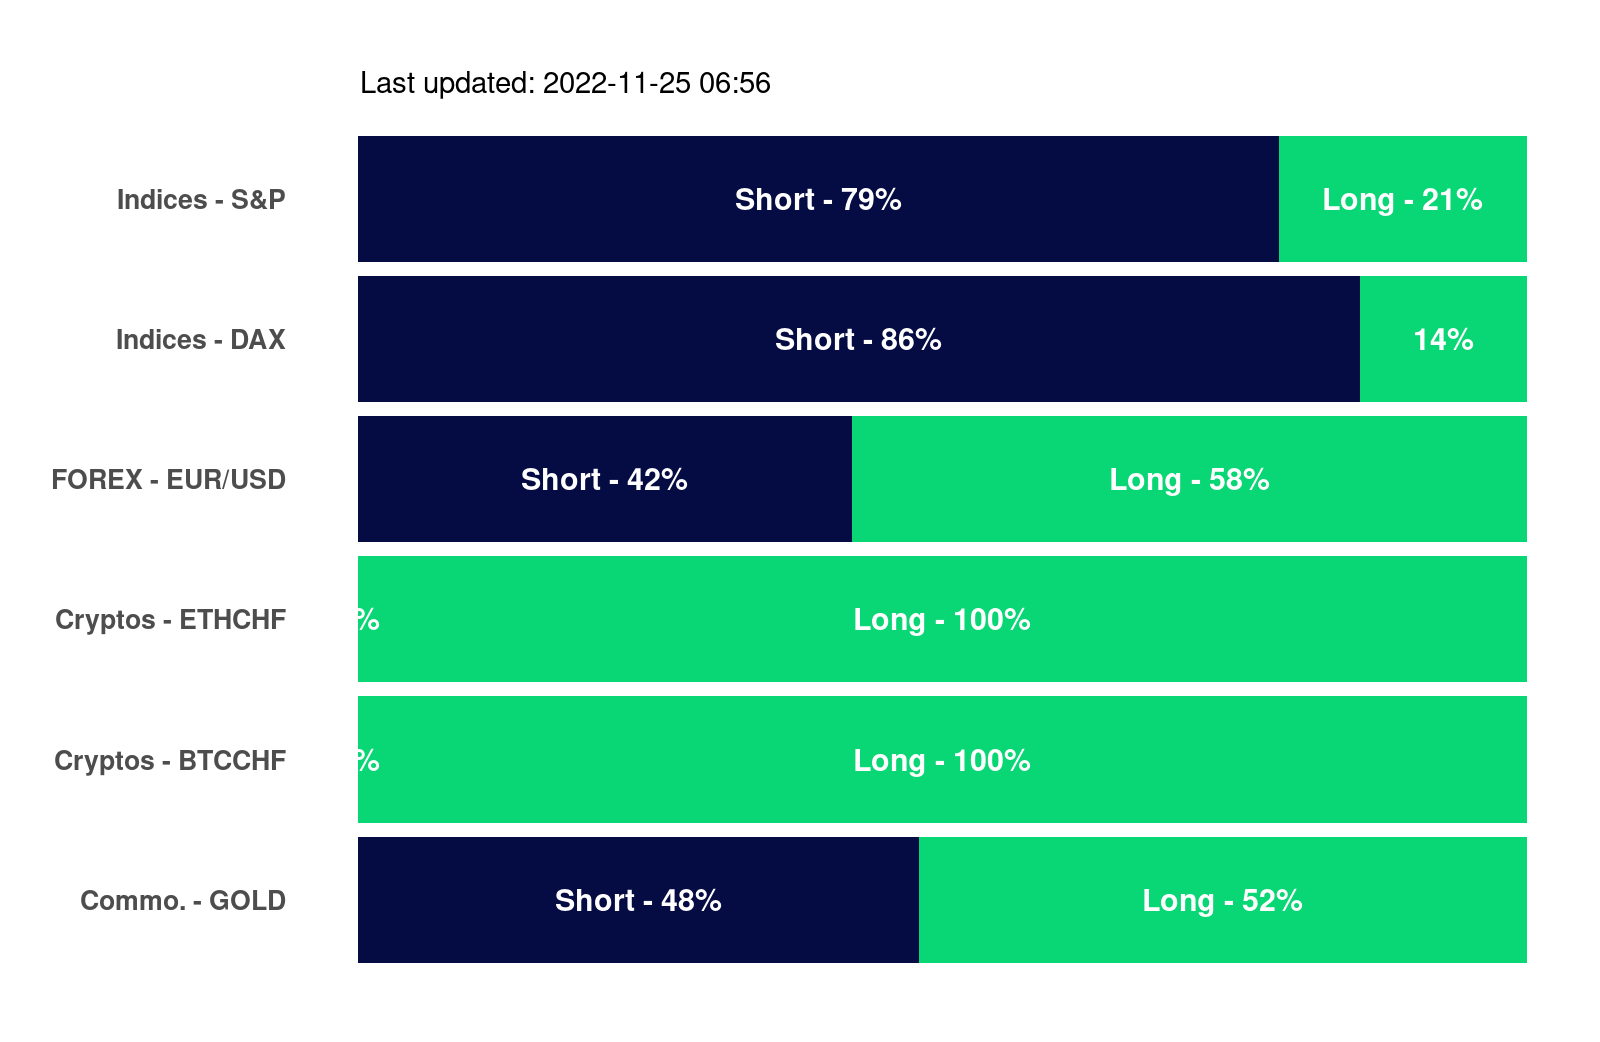 Last updated: 2022-11-25 06:56
Indices - S&P Short - 79% Long - 21%
Indices - DAX Short - 86% 14%
FOREX - EUR/USD Short - 42% Long - 58%
Cryptos - ETHCHF % Long - 100%
Cryptos - BTCCHF % Long - 100%
Commo. - GOLD Short - 48% Long - 52%